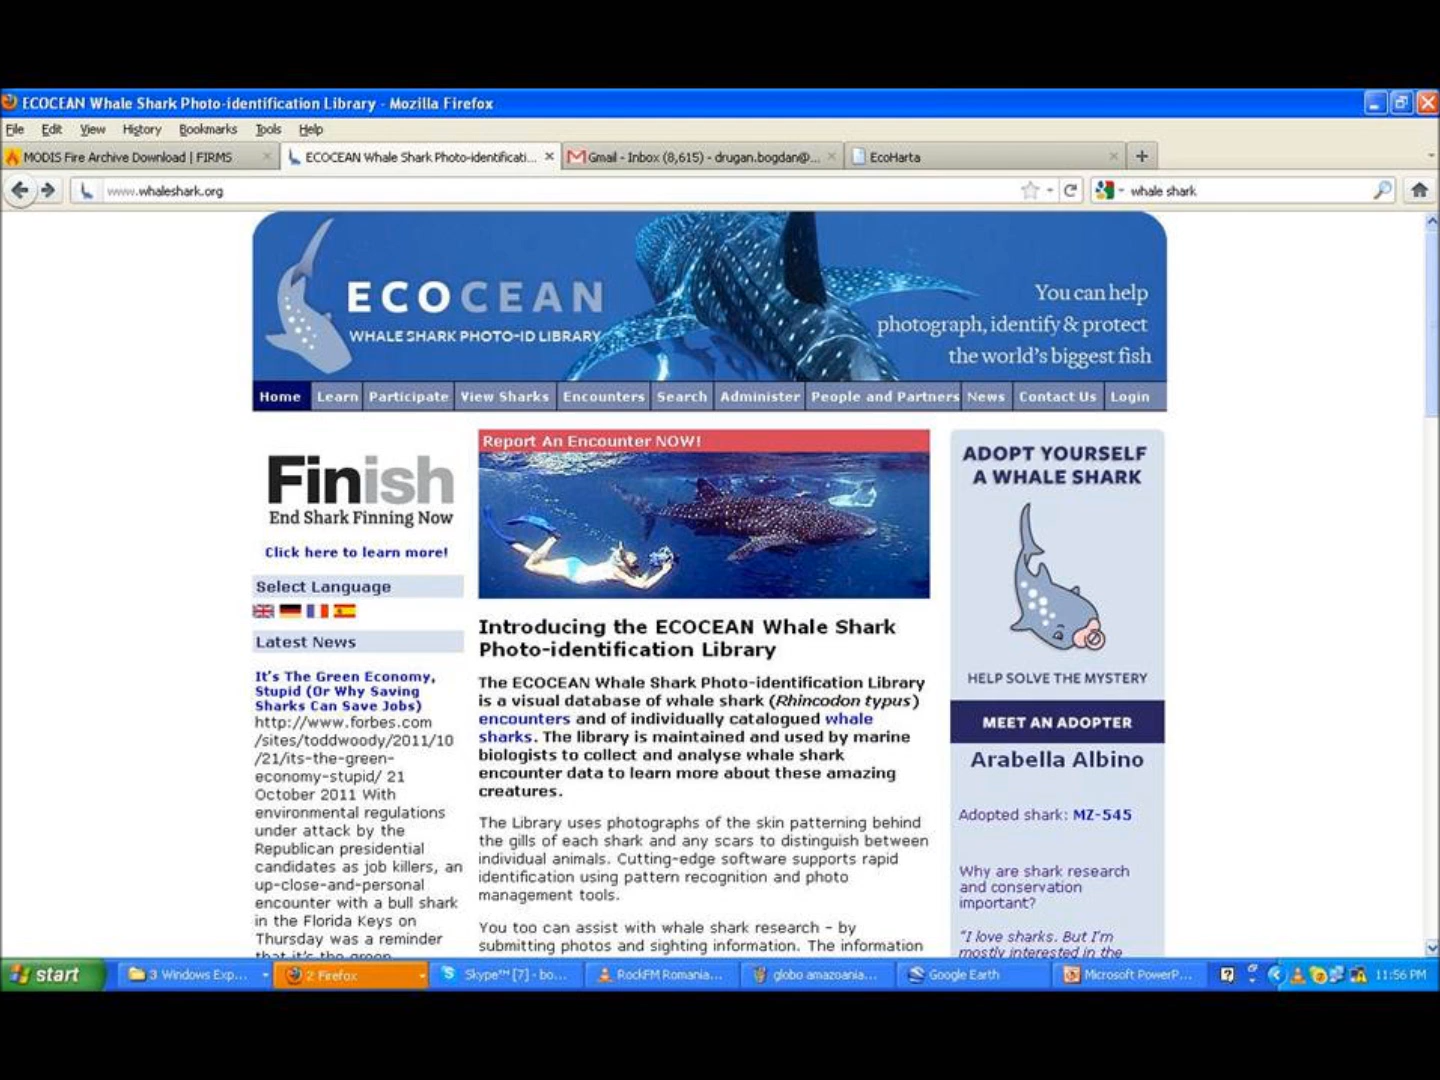 ECOCEAN Whale Shark Photo-identification Library - Mozilla Firefox
File Edit View History Bookmarks Tools Help
MODIS Fire Archive Download | FIRMS
ECOCEAN Whale Shark Photo-identificati...
Gmail - Inbox (8,615) - drugan.bogdan@...
EcoHarta
www.whaleshark.org
whale shark
ECOCEAN
WHALE SHARK PHOTO-ID LIBRARY
You can help
photograph, identify & protect
the world's biggest fish
Home Learn Participate View Sharks Encounters Search Administer People and Partners News Contact Us Login
Finish
End Shark Finning Now
Click here to learn more!
Select Language
Latest News
It's The Green Economy,
Stupid (Or Why Saving
Sharks Can Save Jobs)
http://www.forbes.com
/sites/toddwoody/2011/10
/21/its-the-green-
economy-stupid/ 21
October 2011 With
environmental regulations
under attack by the
Republican presidential
candidates as job killers, an
up-close-and-personal
encounter with a bull shark
in the Florida Keys on
Thursday was a reminder
that it's the green
Report An Encounter NOW!
Introducing the ECOCEAN Whale Shark
Photo-identification Library
The ECOCEAN Whale Shark Photo-identification Library
is a visual database of whale shark (Rhincodon typus)
encounters and of individually catalogued whale
sharks. The library is maintained and used by marine
biologists to collect and analyse whale shark
encounter data to learn more about these amazing
creatures.
The Library uses photographs of the skin patterning behind
the gills of each shark and any scars to distinguish between
individual animals. Cutting-edge software supports rapid
identification using pattern recognition and photo
management tools.
You too can assist with whale shark research - by
submitting photos and sighting information. The information
ADOPT YOURSELF
A WHALE SHARK
HELP SOLVE THE MYSTERY
MEET AN ADOPTER
Arabella Albino
Adopted shark: MZ-545
Why are shark research
and conservation
important?
"I love sharks. But I'm
mostly interested in the
start
3 Windows Exp...
2 Firefox
Skype™ [7] - bo...
RockFM Romania...
globo amazoania...
Google Earth
Microsoft PowerP...
11:56 PM